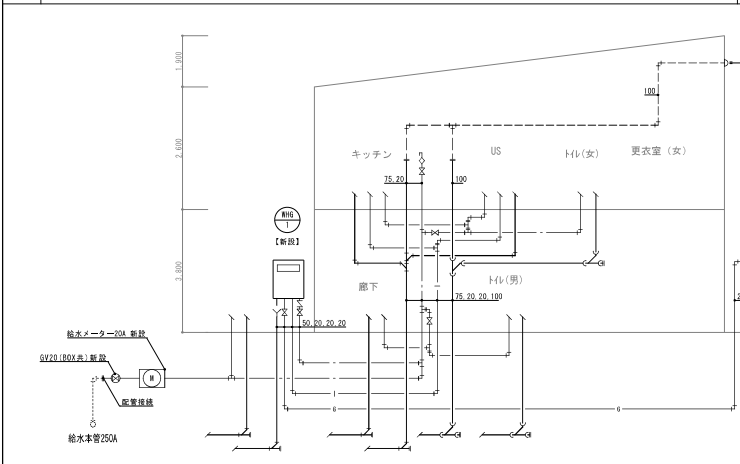 1,900
100
2,600
キッチン
US
ﾄｲﾚ(女)
更衣室（女）
75,20
100
WHG
1
【新設】
3,800
廊下
ﾄｲﾚ(男)
75,20,20,100
50,20,20,20
給水メーター20A 新設
GV20(BOX共)新設
M
配管接続
G
G
給水本管250A